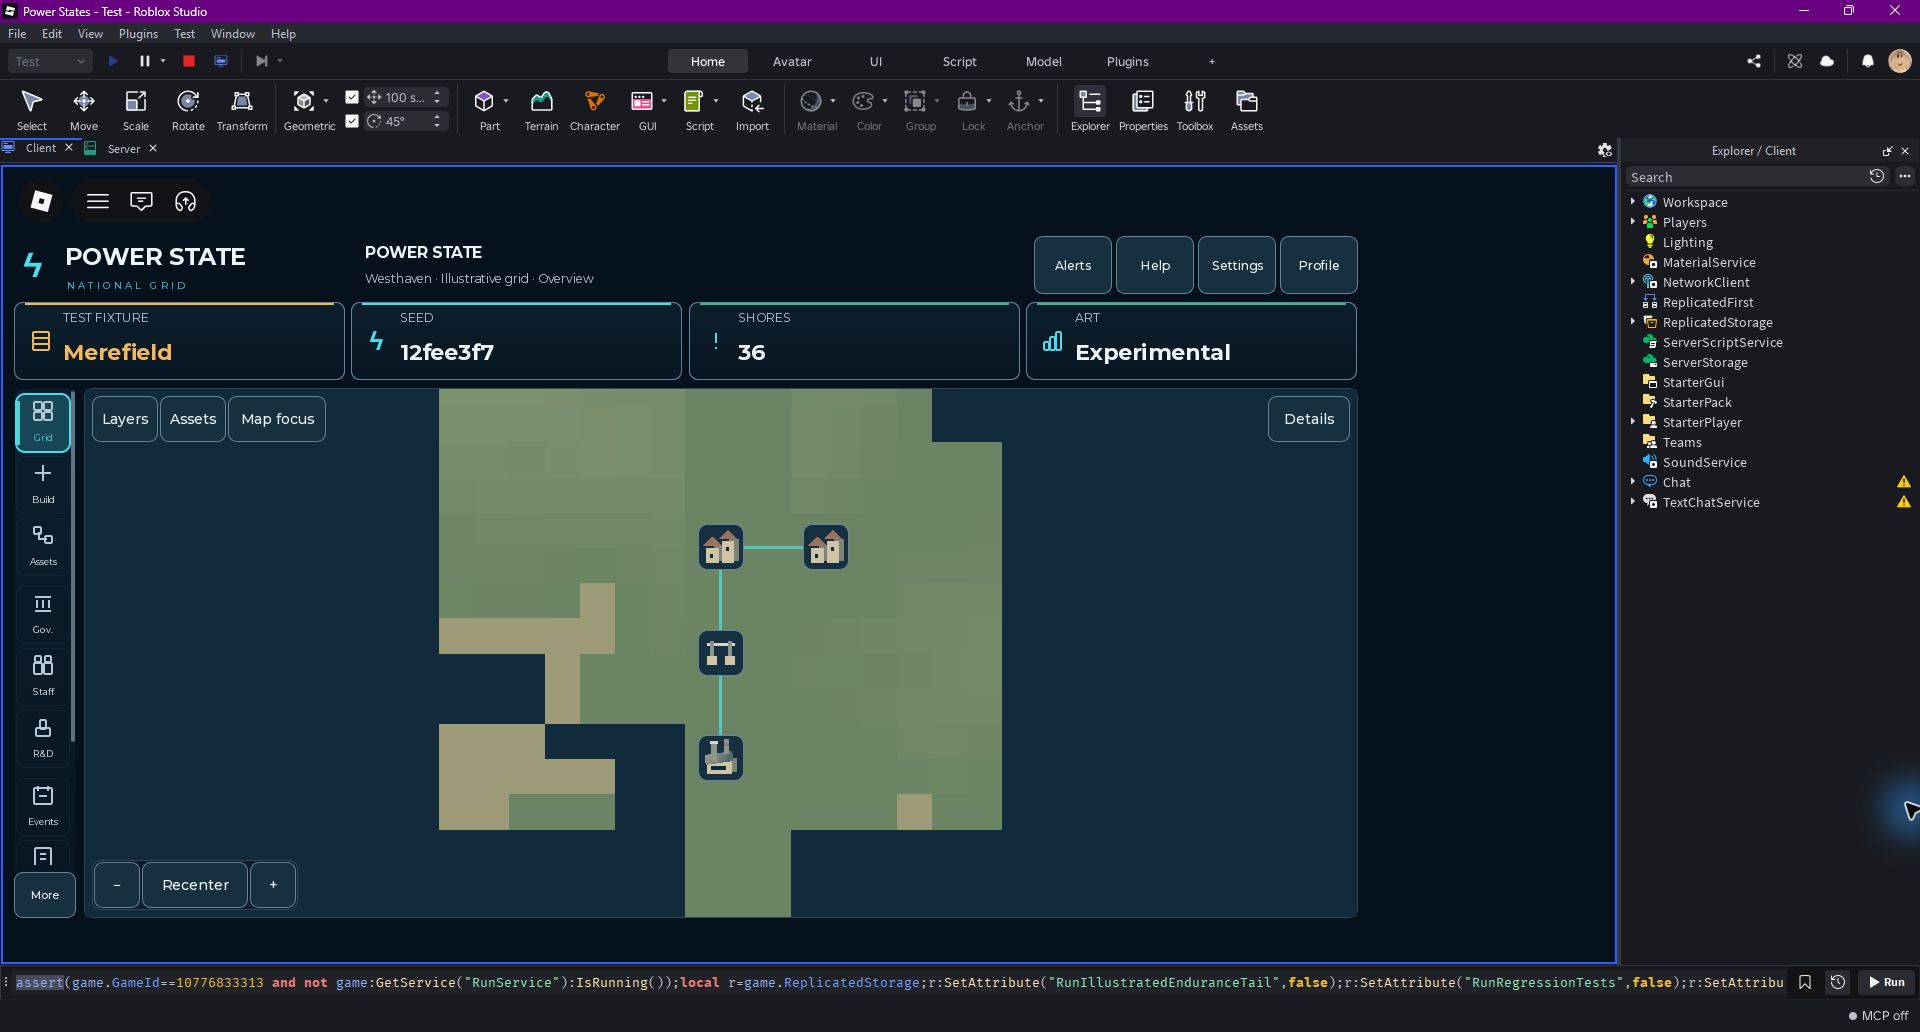 Power States - Test - Roblox Studio
File Edit View Plugins Test Window Help
Test
Home Avatar UI Script Model Plugins +
Select Move Scale Rotate Transform Geometric 100 s... 45° Part Terrain Character GUI Script Import Material Color Group Lock Anchor Explorer Properties Toolbox Assets
Client Server
Explorer / Client
Search
Workspace
Players
Lighting
MaterialService
NetworkClient
ReplicatedFirst
ReplicatedStorage
ServerScriptService
ServerStorage
StarterGui
StarterPack
StarterPlayer
Teams
SoundService
Chat
TextChatService
POWER STATE
NATIONAL GRID
POWER STATE
Westhaven · Illustrative grid · Overview
Alerts Help Settings Profile
TEST FIXTURE
Merefield
SEED
12fee3f7
SHORES
36
ART
Experimental
Grid
Build
Assets
Gov.
Staff
R&D
Events
More
Layers Assets Map focus
Details
− Recenter +
assert(game.GameId==10776833313 and not game:GetService("RunService"):IsRunning());local r=game.ReplicatedStorage;r:SetAttribute("RunIllustratedEnduranceTail",false);r:SetAttribute("RunRegressionTests",false);r:SetAttribu
Run
MCP off